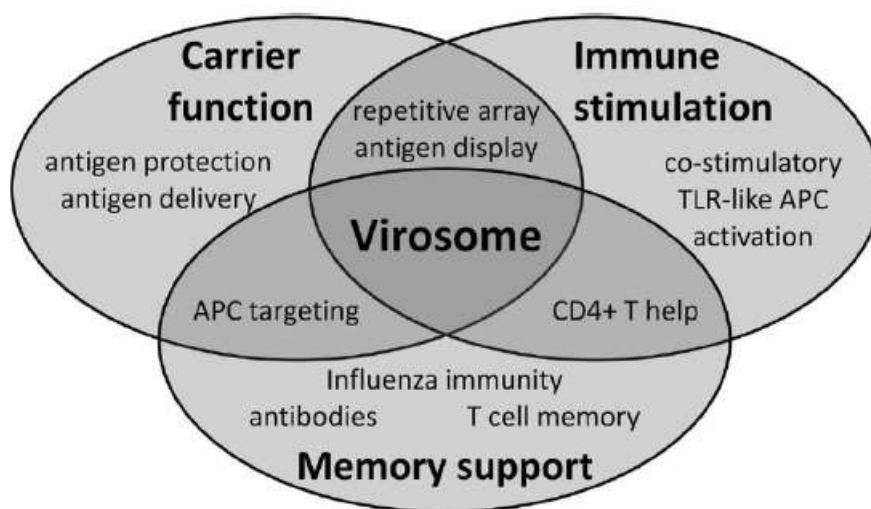 Carrier
function
Immune
stimulation
repetitive array
antigen display
antigen protection
antigen delivery
co-stimulatory
TLR-like APC
activation
Virosome
APC targeting
CD4+ T help
Influenza immunity
antibodies
T cell memory
Memory support